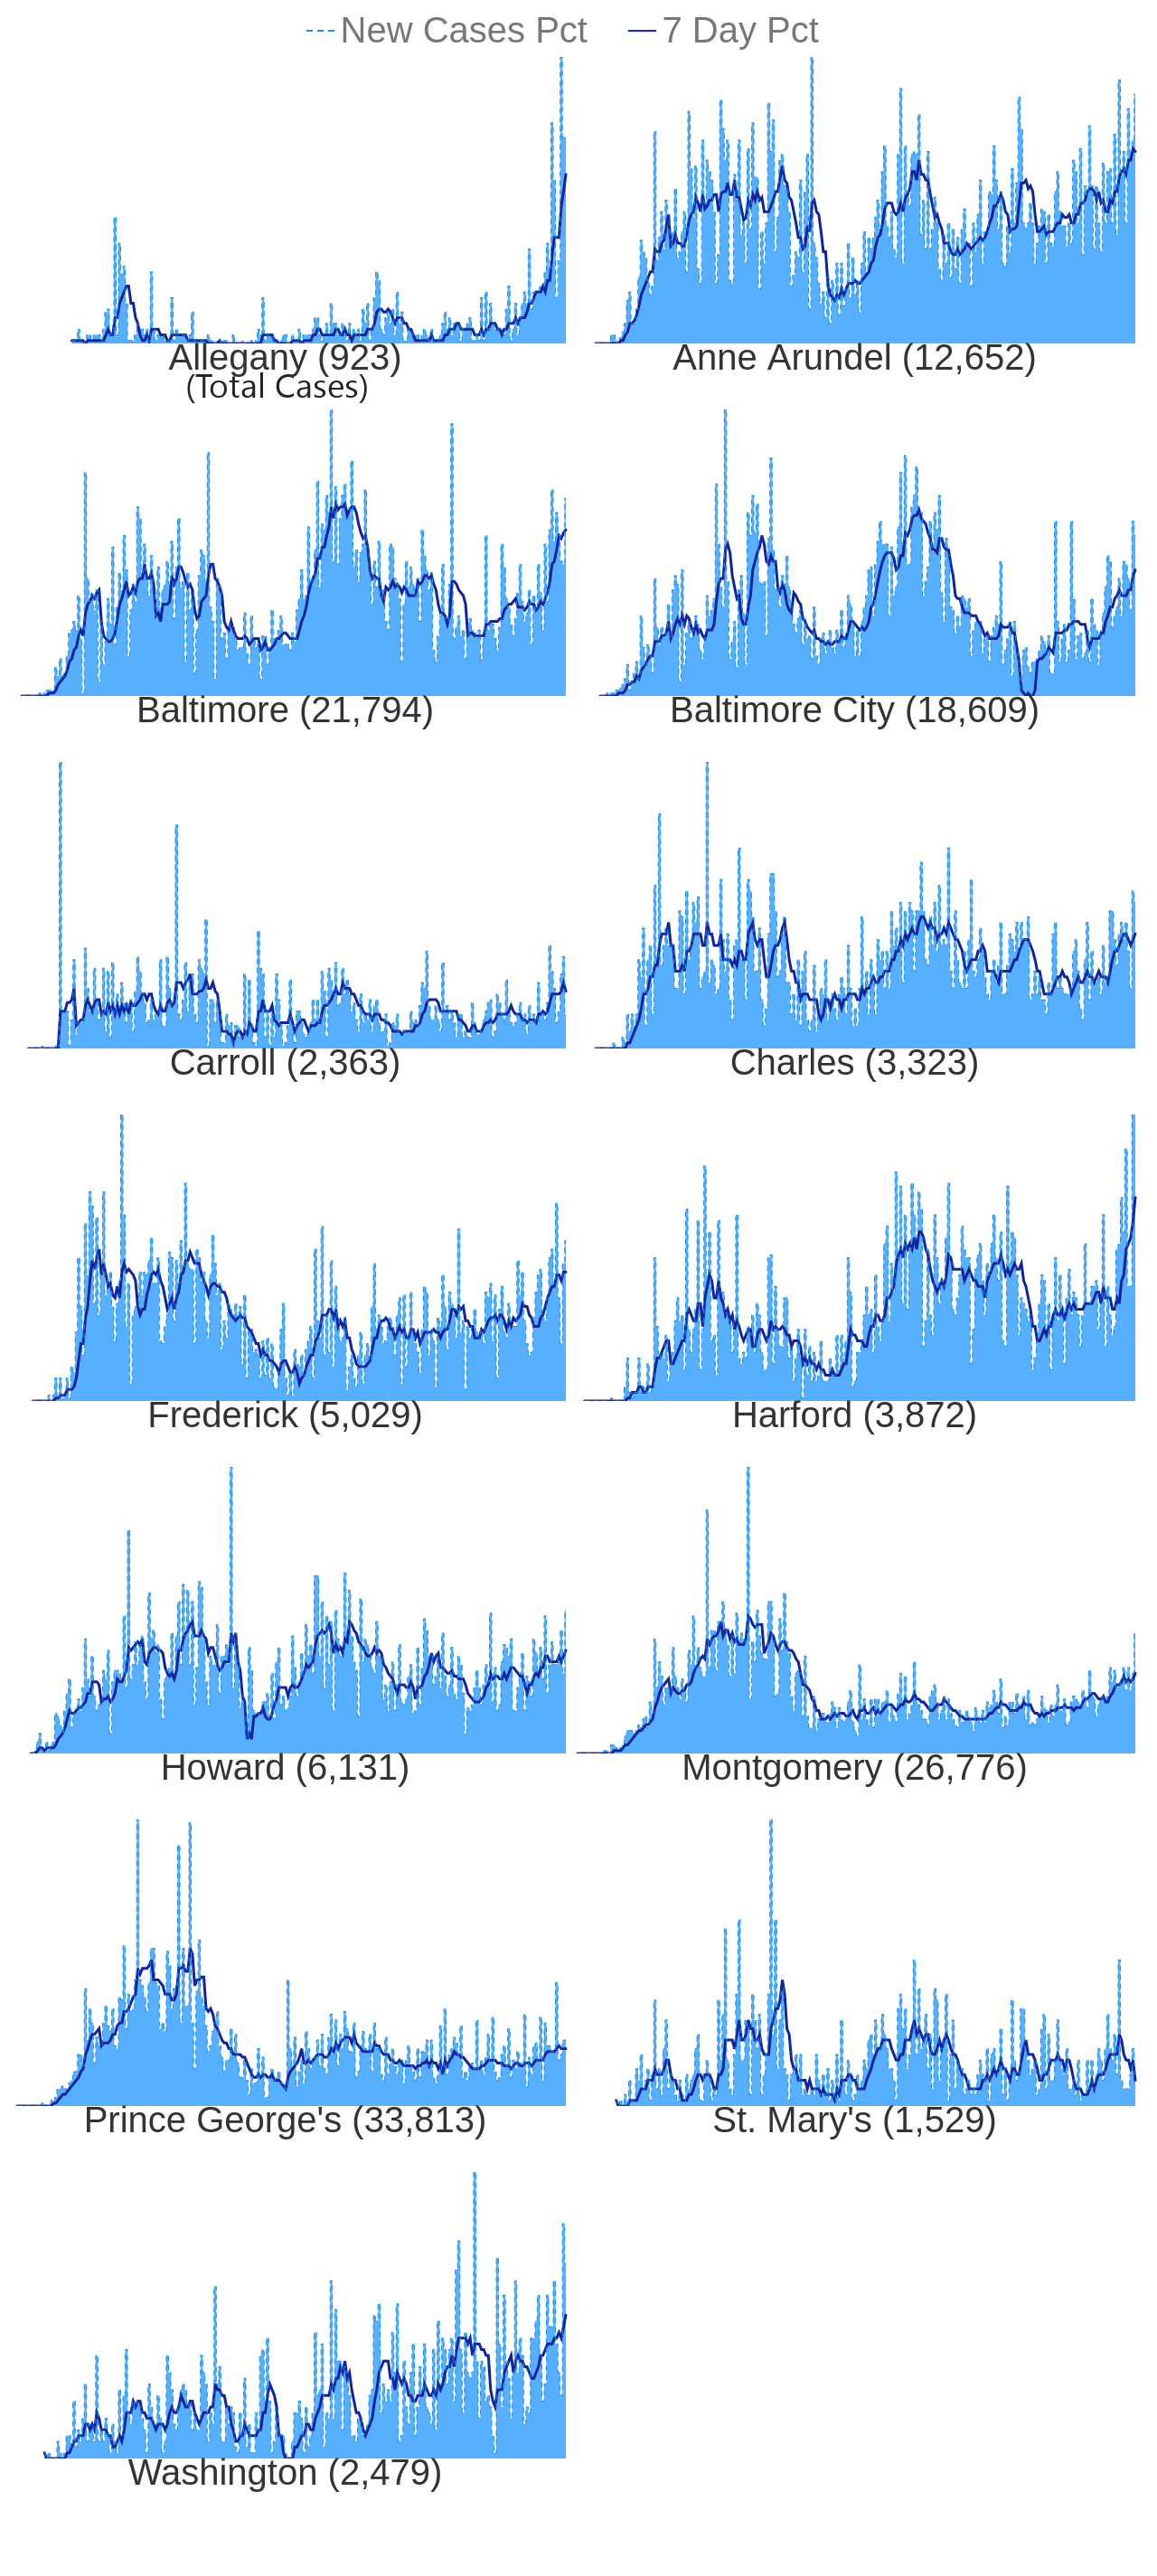 New Cases Pct 7 Day Pct
Allegany (923) Anne Arundel (12,652)
(Total Cases)
Baltimore (21,794) Baltimore City (18,609)
Carroll (2,363) Charles (3,323)
Frederick (5,029) Harford (3,872)
Howard (6,131) Montgomery (26,776)
Prince George's (33,813) St. Mary's (1,529)
Washington (2,479)